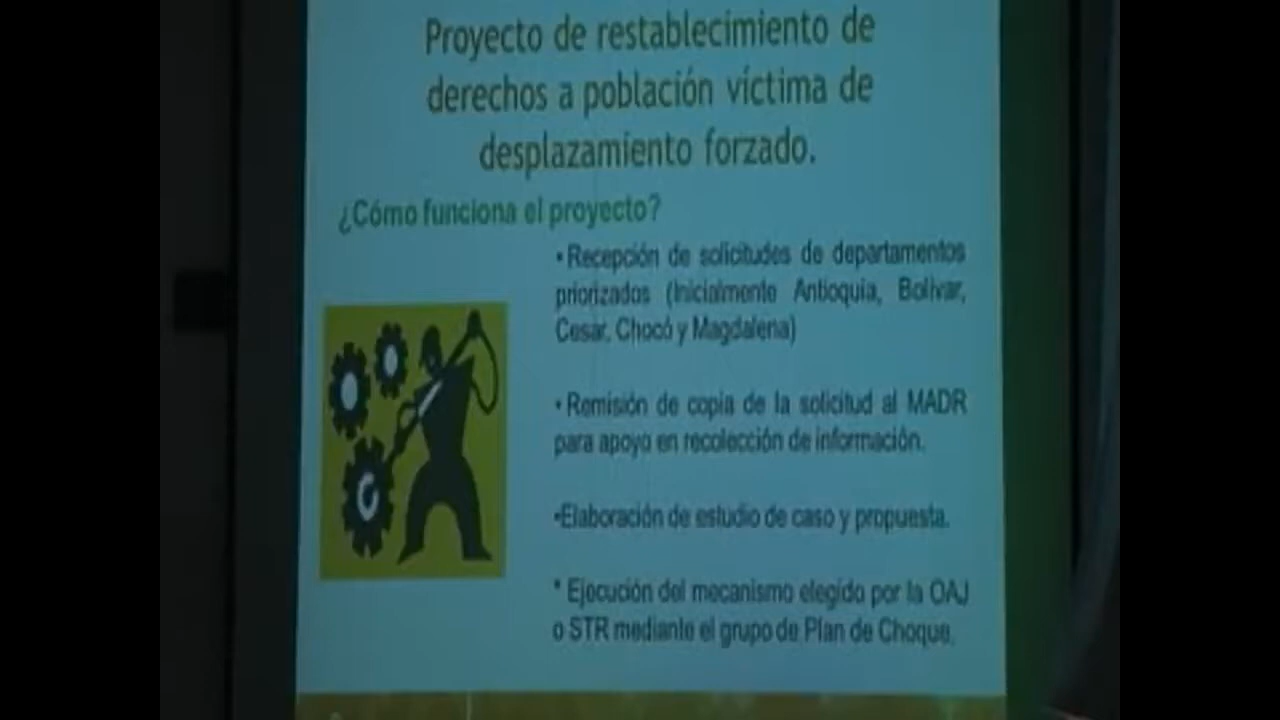 Proyecto de restablecimiento de
derechos a población víctima de
desplazamiento forzado.
¿Cómo funciona el proyecto?
• Recepción de solicitudes de departamentos
priorizados (Inicialmente Antioquia, Bolívar,
Cesar, Chocó y Magdalena)
• Remisión de copia de la solicitud al MADR
para apoyo en recolección de información.
•Elaboración de estudio de caso y propuesta.
* Ejecución del mecanismo elegido por la OAJ
o STR mediante el grupo de Plan de Choque.